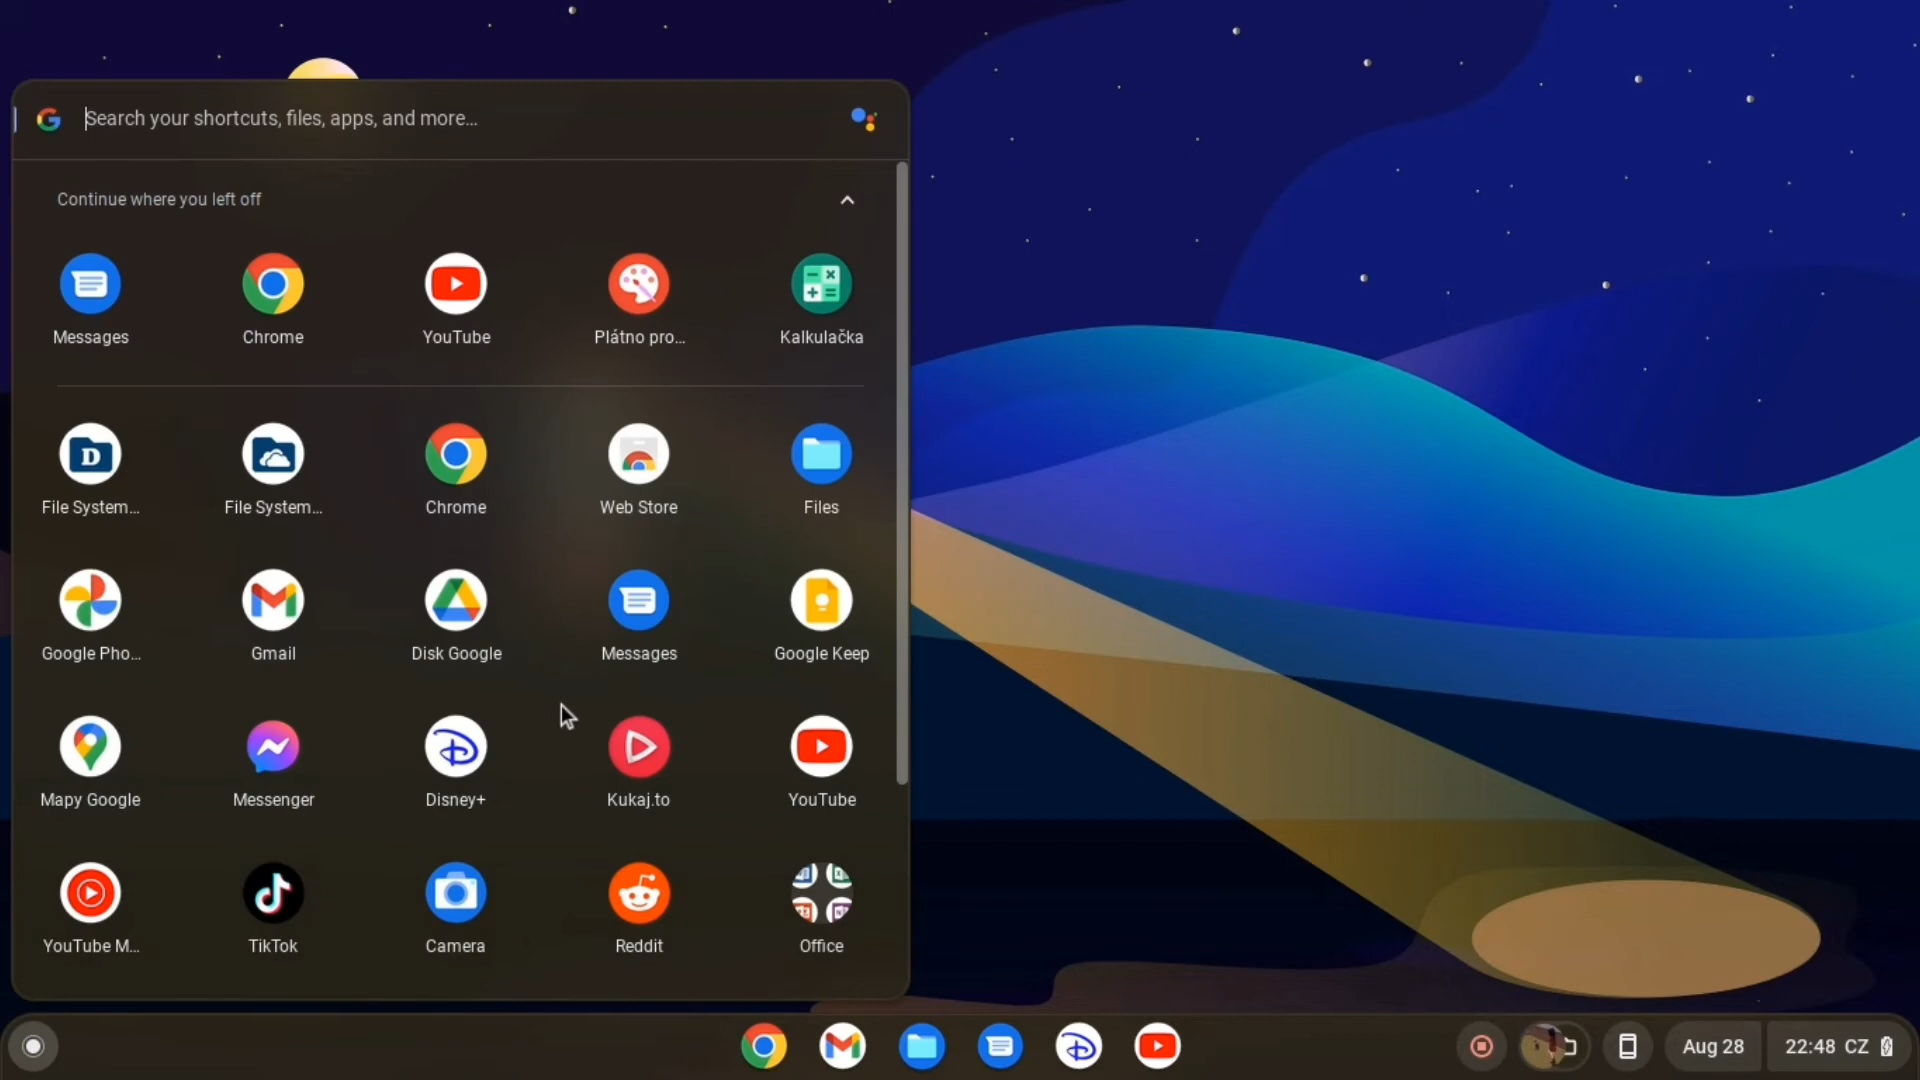 Search your shortcuts, files, apps, and more...
Continue where you left off
Messages
Chrome
YouTube
Plátno pro...
Kalkulačka
D
File System...
File System...
Chrome
Web Store
Files
Google Pho...
Gmail
Disk Google
Messages
Google Keep
Mapy Google
Messenger
Disney+
Kukaj.to
YouTube
YouTube M...
TikTok
Camera
Reddit
Office
Aug 28
22:48 CZ